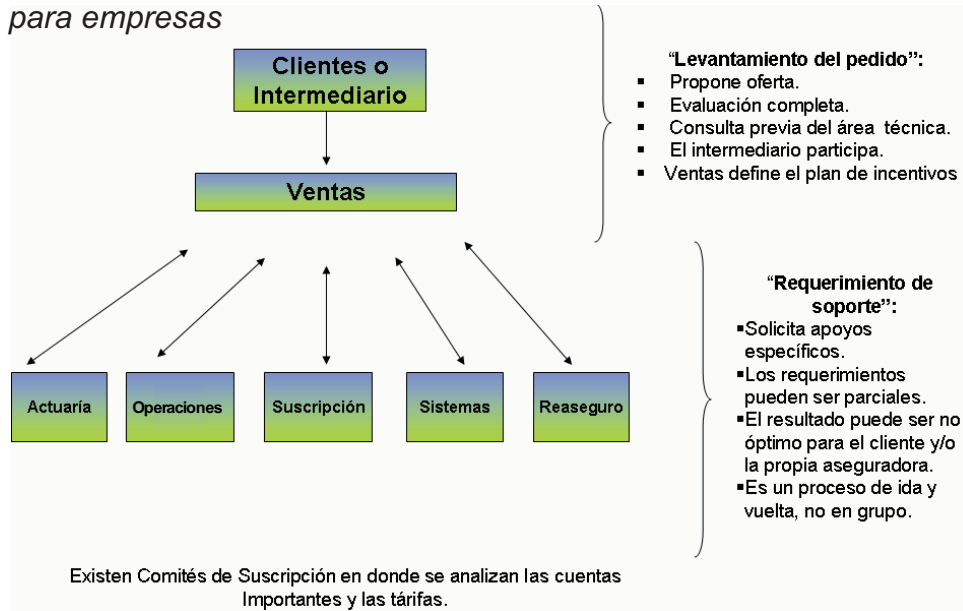 para empresas
Clientes o
Intermediario
Ventas
“Levantamiento del pedido”:
▪ Propone oferta.
▪ Evaluación completa.
▪ Consulta previa del área técnica.
▪ El intermediario participa.
▪ Ventas define el plan de incentivos
“Requerimiento de
soporte”:
▪Solicita apoyos
específicos.
▪Los requerimientos
pueden ser parciales.
▪El resultado puede ser no
óptimo para el cliente y/o
la propia aseguradora.
▪Es un proceso de ida y
vuelta, no en grupo.
Actuaría
Operaciones
Suscripción
Sistemas
Reaseguro
Existen Comités de Suscripción en donde se analizan las cuentas
Importantes y las tárifas.